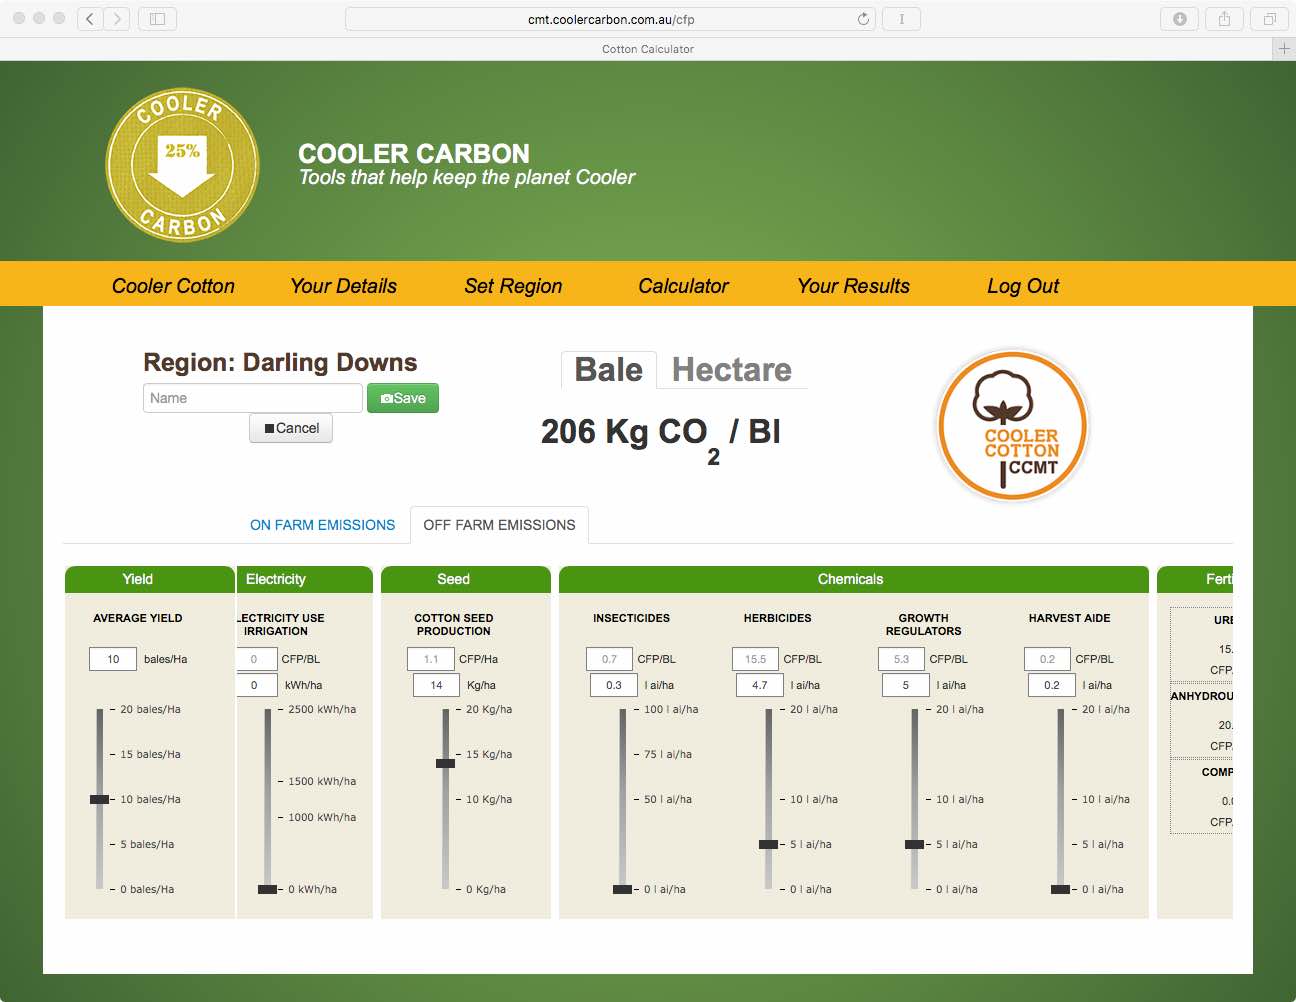 cmt.coolercarbon.com.au/cfp
Cotton Calculator
COOLER
25%
CARBON
COOLER CARBON
Tools that help keep the planet Cooler
Cooler Cotton
Your Details
Set Region
Calculator
Your Results
Log Out
Region: Darling Downs
Name
Save
Cancel
Bale
Hectare
206 Kg CO2 / Bl
COOLER
COTTON
CCMT
ON FARM EMISSIONS
OFF FARM EMISSIONS
Yield
AVERAGE YIELD
10 bales/Ha
20 bales/Ha
15 bales/Ha
10 bales/Ha
5 bales/Ha
0 bales/Ha
Electricity
LECTRICITY USE
IRRIGATION
0 CFP/BL
0 kWh/ha
2500 kWh/ha
1500 kWh/ha
1000 kWh/ha
0 kWh/ha
Seed
COTTON SEED
PRODUCTION
1.1 CFP/Ha
14 Kg/ha
20 Kg/ha
15 Kg/ha
10 Kg/ha
0 Kg/ha
Chemicals
INSECTICIDES
0.7 CFP/BL
0.3 l ai/ha
100 l ai/ha
75 l ai/ha
50 l ai/ha
0 l ai/ha
HERBICIDES
15.5 CFP/BL
4.7 l ai/ha
20 l ai/ha
10 l ai/ha
5 l ai/ha
0 l ai/ha
GROWTH
REGULATORS
5.3 CFP/BL
5 l ai/ha
20 l ai/ha
10 l ai/ha
5 l ai/ha
0 l ai/ha
HARVEST AIDE
0.2 CFP/BL
0.2 l ai/ha
20 l ai/ha
10 l ai/ha
5 l ai/ha
0 l ai/ha
Ferti
URE
15.
CFP/
ANHYDROU
20.
CFP/
COMP
0.0
CFP/